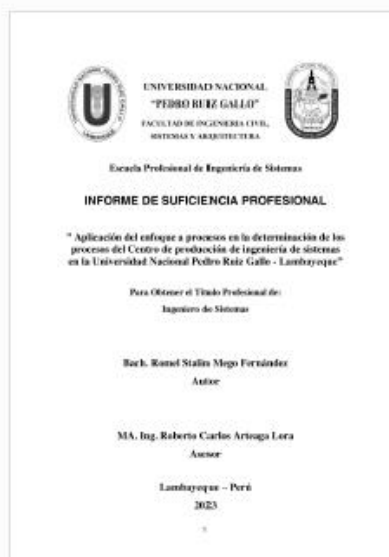 UNIVERSIDAD NACIONAL
"PEDRO RUIZ GALLO"
FACULTAD DE INGENIERIA CIVIL,
SISTEMAS Y ARQUITECTURA
Escuela Profesional de Ingeniería de Sistemas
INFORME DE SUFICIENCIA PROFESIONAL
" Aplicación del enfoque a procesos en la determinación de los
procesos del Centro de producción de ingeniería de sistemas
en la Universidad Nacional Pedro Ruiz Gallo - Lambayeque"
Para Obtener el Título Profesional de:
Ingeniero de Sistemas
Bach. Romel Stalin Mego Fernández
Autor
MA. Ing. Roberto Carlos Arteaga Lora
Asesor
Lambayeque – Perú
2023